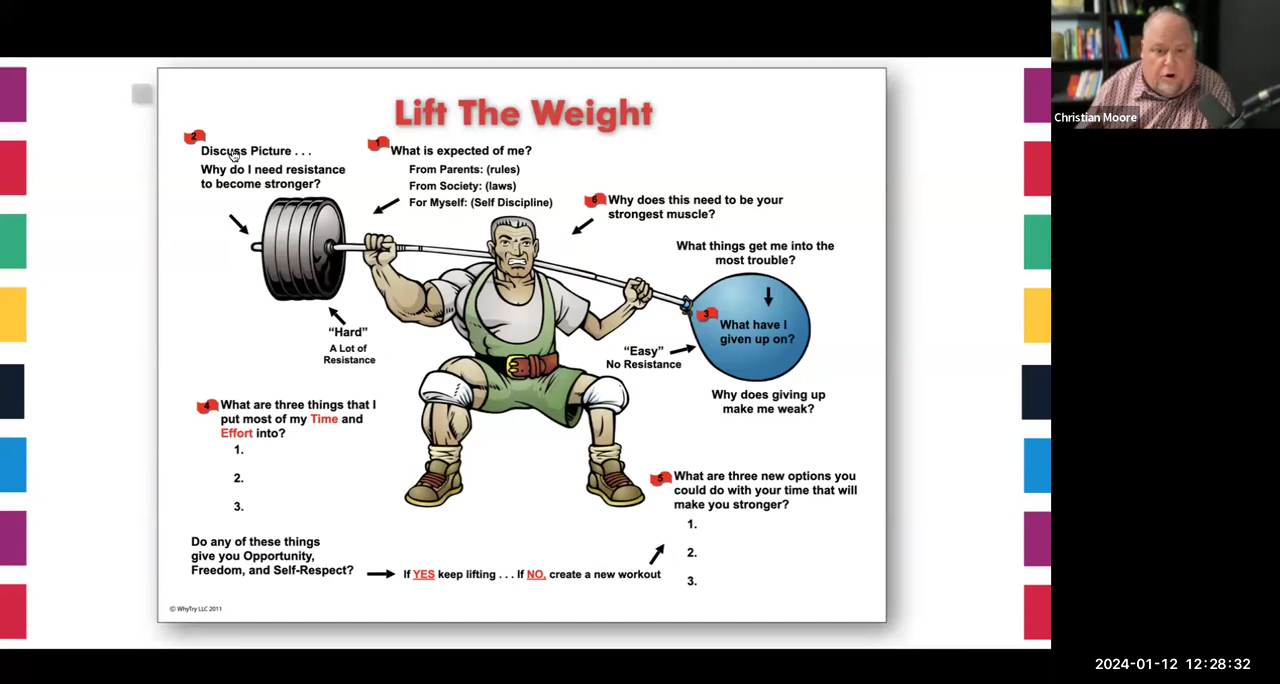 Lift The Weight
2
Discuss Picture . . .
Why do I need resistance
to become stronger?
1
What is expected of me?
From Parents: (rules)
From Society: (laws)
For Myself: (Self Discipline)
6
Why does this need to be your
strongest muscle?
What things get me into the
most trouble?
3
What have I
given up on?
"Hard"
A Lot of
Resistance
"Easy"
No Resistance
Why does giving up
make me weak?
4
What are three things that I
put most of my Time and
Effort into?
1.
2.
3.
5
What are three new options you
could do with your time that will
make you stronger?
1.
2.
3.
Do any of these things
give you Opportunity,
Freedom, and Self-Respect?
If YES keep lifting . . . If NO, create a new workout
© WhyTry LLC 2011
Christian Moore
2024-01-12 12:28:32